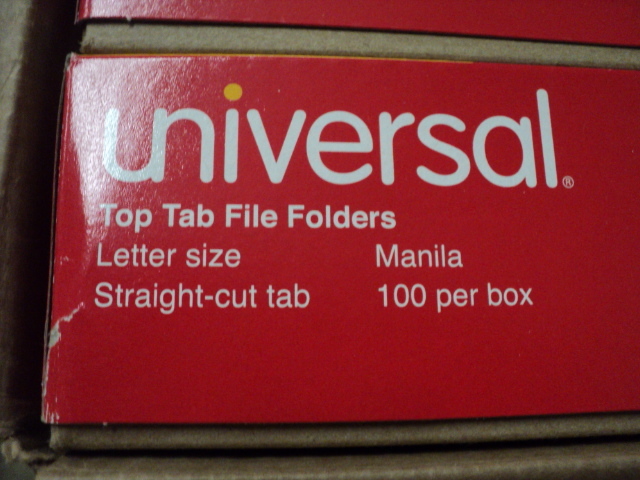 universal®
Top Tab File Folders
Letter size Manila
Straight-cut tab 100 per box